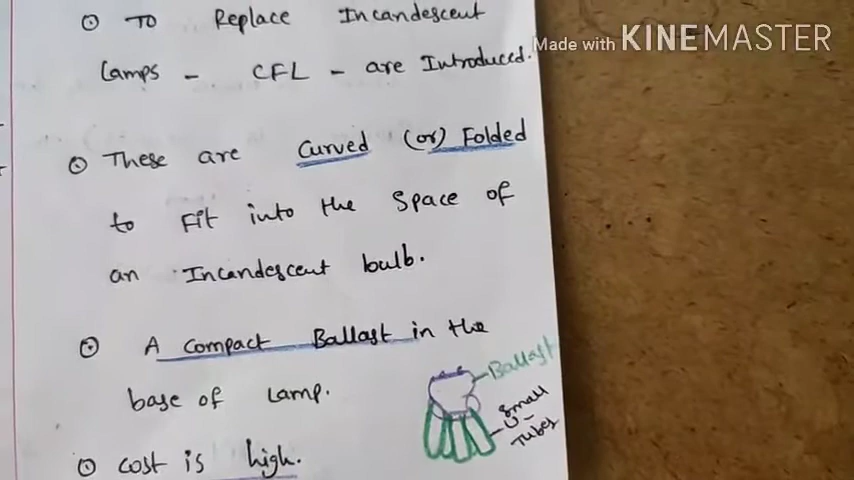 ⊙ To Replace Incandescent
Lamps - CFL - are Introduced.
Made with KINEMASTER
⊙ These are Curved (or) Folded
to Fit into the Space of
an Incandescent bulb.
⊙ A compact Ballast in the
base of Lamp.
Ballast
Small
U-
Tubes
⊙ Cost is high.